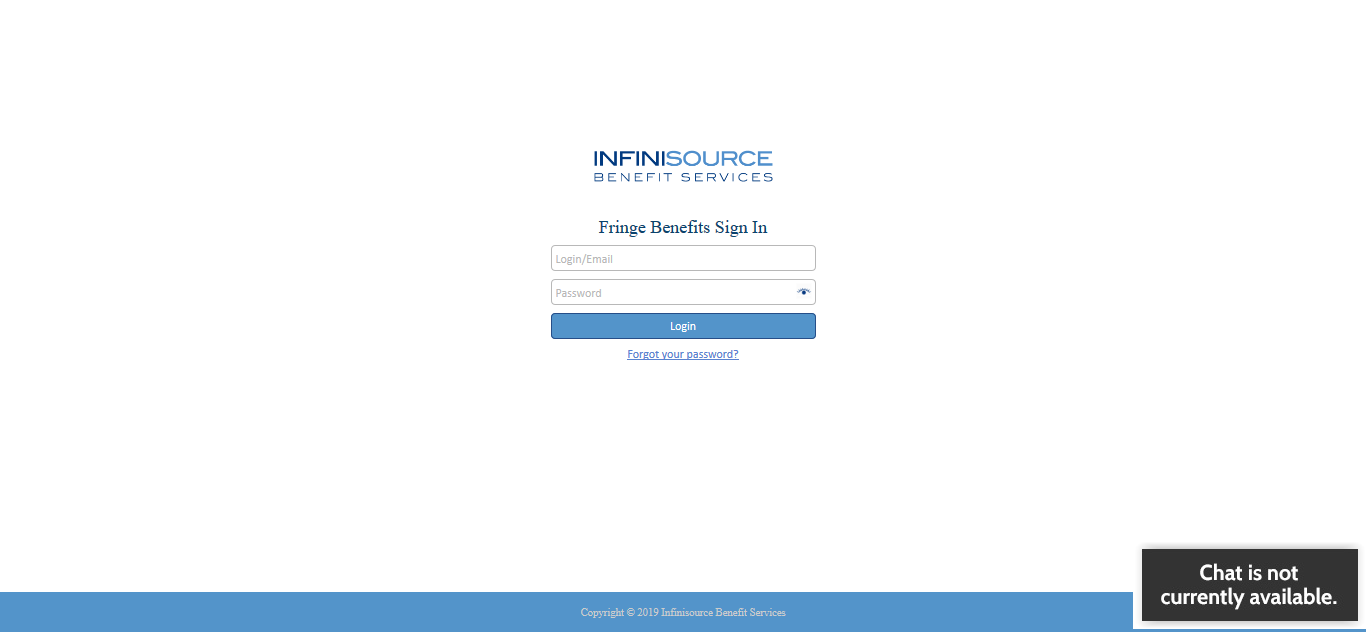 INFINISOURCE
BENEFIT SERVICES
Fringe Benefits Sign In
Login/Email
Password
Login
Forgot your password?
Chat is not
currently available.
Copyright © 2019 Infinisource Benefit Services